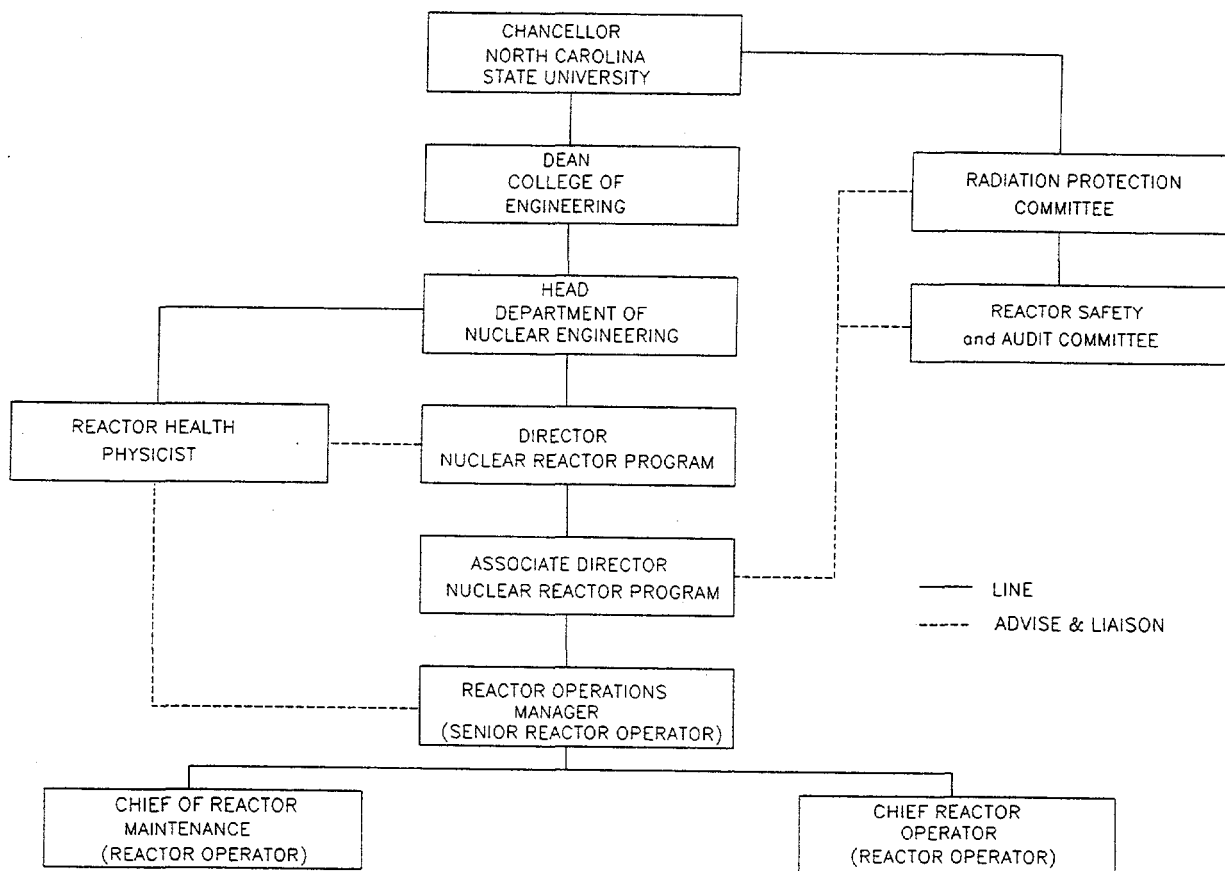 CHANCELLOR
NORTH CAROLINA
STATE UNIVERSITY
DEAN
COLLEGE OF
ENGINEERING
RADIATION PROTECTION
COMMITTEE
HEAD
DEPARTMENT OF
NUCLEAR ENGINEERING
REACTOR SAFETY
and AUDIT COMMITTEE
REACTOR HEALTH
PHYSICIST
DIRECTOR
NUCLEAR REACTOR PROGRAM
ASSOCIATE DIRECTOR
NUCLEAR REACTOR PROGRAM
LINE
ADVISE & LIAISON
REACTOR OPERATIONS
MANAGER
(SENIOR REACTOR OPERATOR)
CHIEF OF REACTOR
MAINTENANCE
(REACTOR OPERATOR)
CHIEF REACTOR
OPERATOR
(REACTOR OPERATOR)